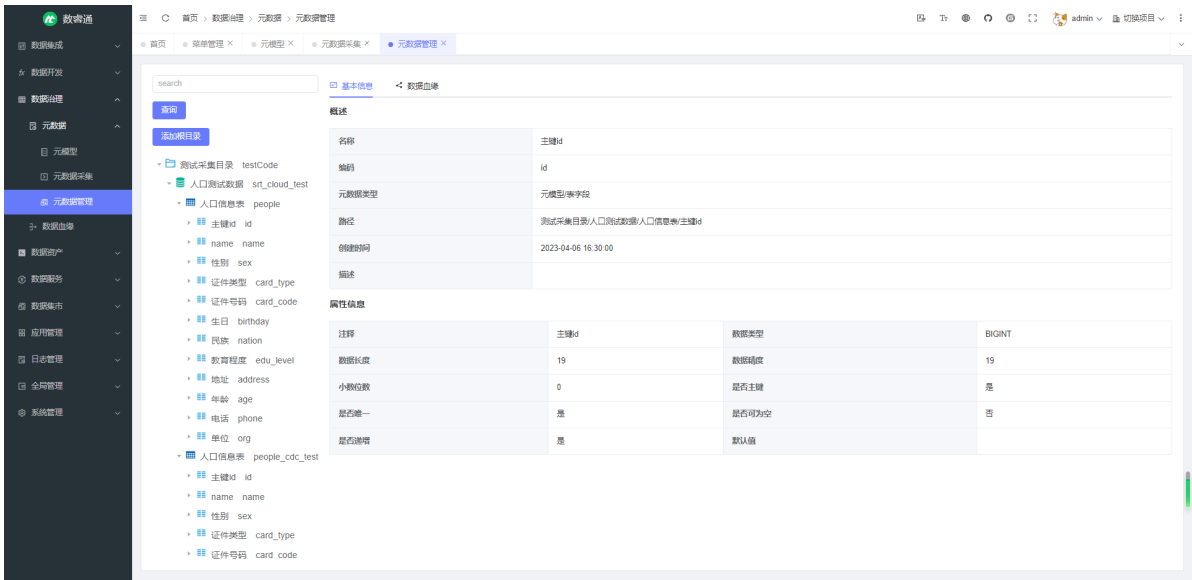 数睿通
首页 > 数据治理 > 元数据 > 元数据管理
admin
切换项目
数据集成
数据开发
数据治理
元数据
元模型
元数据采集
元数据管理
数据血缘
数据资产
数据服务
数据集市
应用管理
日志管理
全局管理
系统管理
首页 菜单管理 × 元模型 × 元数据采集 × 元数据管理 ×
search
查询
添加根目录
测试采集目录 testCode
人口测试数据 srt_cloud_test
人口信息表 people
主键id id
name name
性别 sex
证件类型 card_type
证件号码 card_code
生日 birthday
民族 nation
教育程度 edu_level
地址 address
年龄 age
电话 phone
单位 org
人口信息表 people_cdc_test
主键id id
name name
性别 sex
证件类型 card_type
证件号码 card_code
基本信息 数据血缘
概述
名称 主键id
编码 id
元数据类型 元模型/表字段
路径 测试采集目录/人口测试数据/人口信息表/主键id
创建时间 2023-04-06 16:30:00
描述
属性信息
注释 主键id 数据类型 BIGINT
数据长度 19 数据精度 19
小数位数 0 是否主键 是
是否唯一 是 是否可为空 否
是否递增 是 默认值